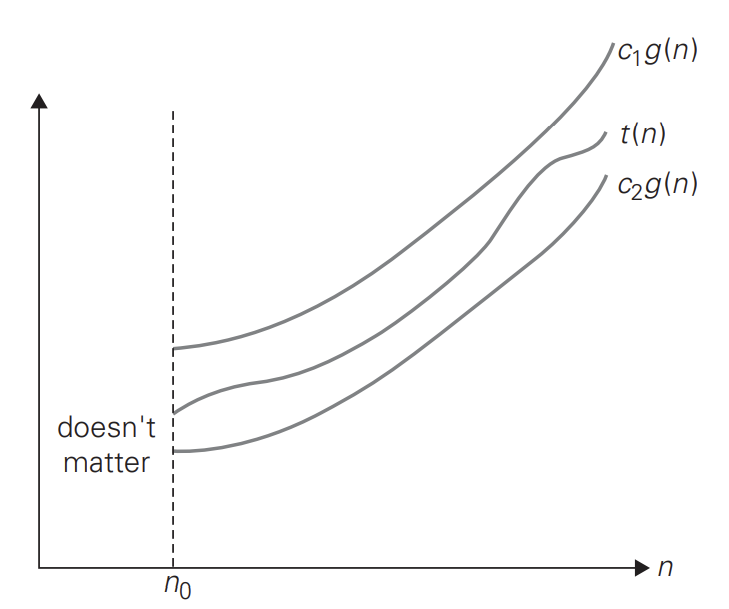 c₁g(n)
t(n)
c₂g(n)
doesn't
matter
n
n₀